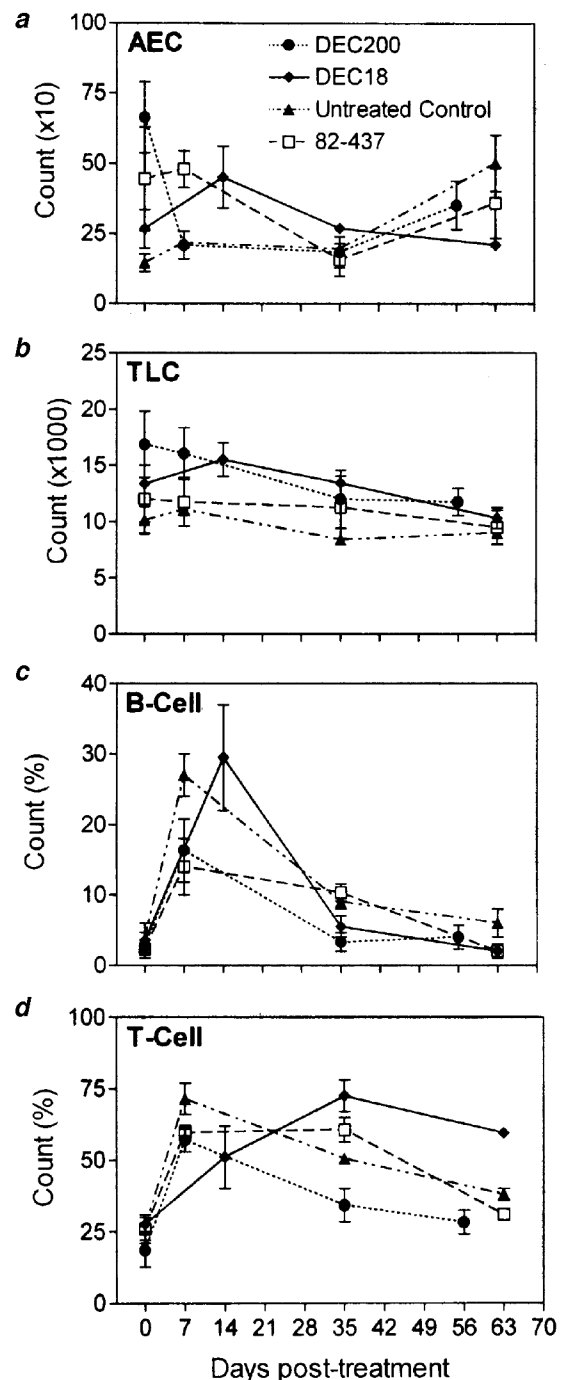 a
AEC
100
75
50
25
0
Count (x10)
DEC200
DEC18
Untreated Control
82-437
b
TLC
25
20
15
10
5
0
Count (x1000)
c
B-Cell
40
30
20
10
0
Count (%)
d
T-Cell
100
75
50
25
0
Count (%)
0 7 14 21 28 35 42 49 56 63 70
Days post-treatment